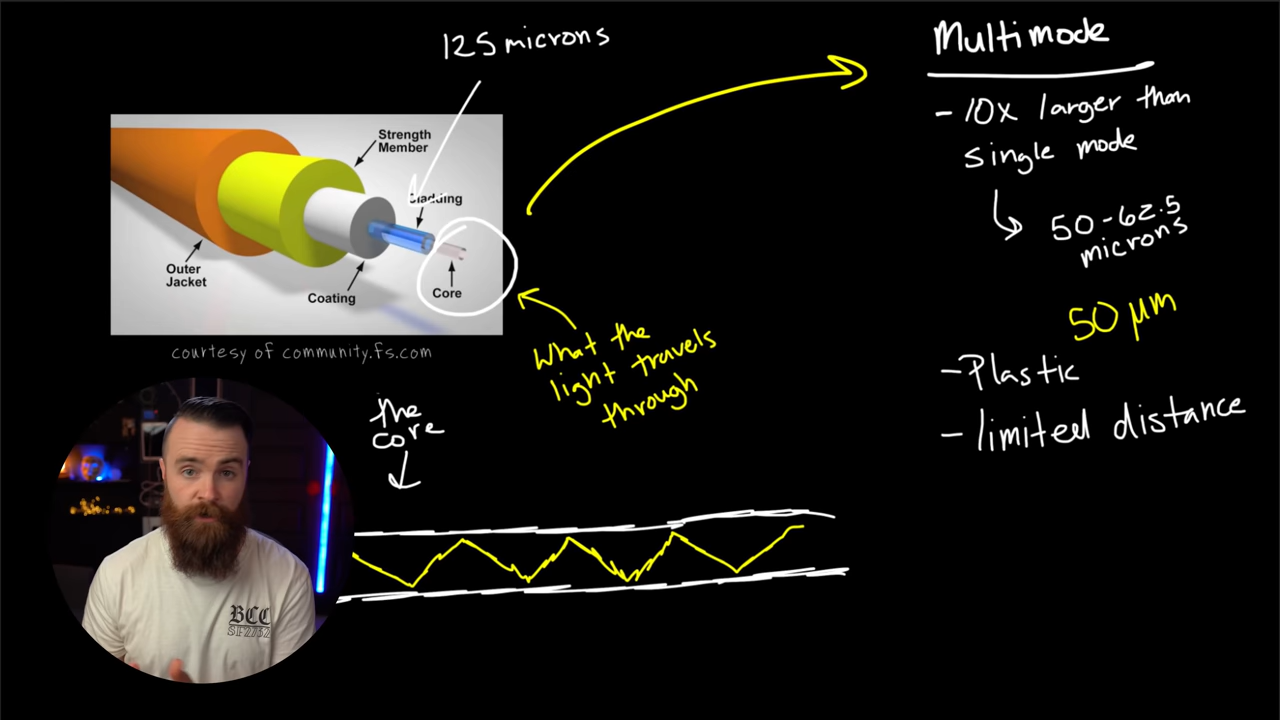 125 microns
Multimode
- 10x larger than
single mode
50-62.5
microns
50 μm
- Plastic
- limited distance
Strength
Member
Cladding
Outer
Jacket
Coating
Core
courtesy of community.fs.com
What the
light travels
through
the
core
BCC